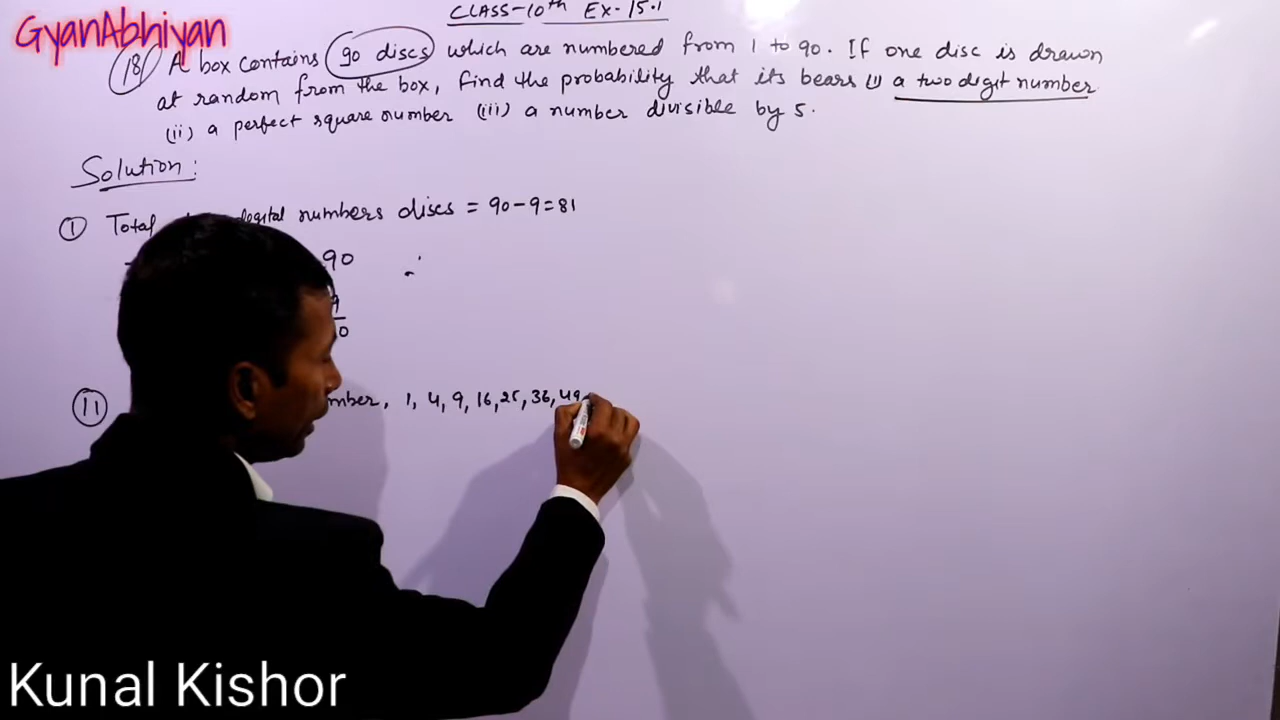 CLASS-10th EX-15.1
GyanAbhiyan
(18) A box contains 90 discs which are numbered from 1 to 90. If one disc is drawn
at random from the box, find the probability that its bears (i) a two digit number
(ii) a perfect square number (iii) a number divisible by 5.
Solution:
(I) Total digital numbers discs = 90-9=81
90
9
0
(II) mber, 1, 4, 9, 16, 25, 36, 49
Kunal Kishor